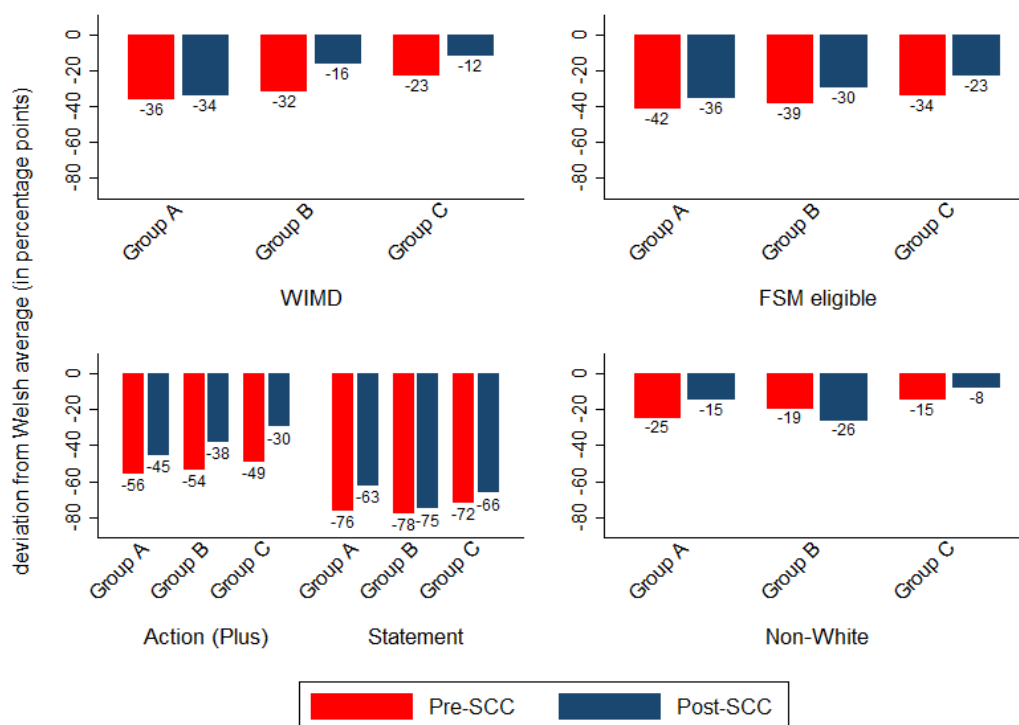 deviation from Welsh average (in percentage points)
0
-20
-40
-60
-80
-36
-34
-32
-16
-23
-12
Group A
Group B
Group C
WIMD
0
-20
-40
-60
-80
-42
-36
-39
-30
-34
-23
Group A
Group B
Group C
FSM eligible
0
-20
-40
-60
-80
-56
-45
-54
-38
-49
-30
-76
-63
-78
-75
-72
-66
Group A
Group B
Group C
Group A
Group B
Group C
Action (Plus)
Statement
0
-20
-40
-60
-80
-25
-15
-19
-26
-15
-8
Group A
Group B
Group C
Non-White
Pre-SCC
Post-SCC